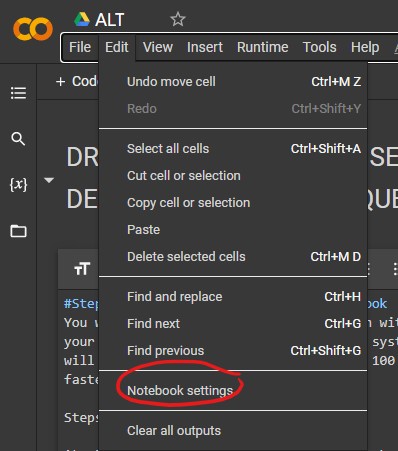 ALT
File Edit View Insert Runtime Tools Help
+ Code
Undo move cell Ctrl+M Z
Redo Ctrl+Shift+Y
Select all cells Ctrl+Shift+A
Cut cell or selection
Copy cell or selection
Paste
Delete selected cells Ctrl+M D
Find and replace Ctrl+H
Find next Ctrl+G
Find previous Ctrl+Shift+G
Notebook settings
Clear all outputs
{x}
DR SE
DE QUE
TT
#Step ook
You w n wit
your syst
will 100
faste
Steps